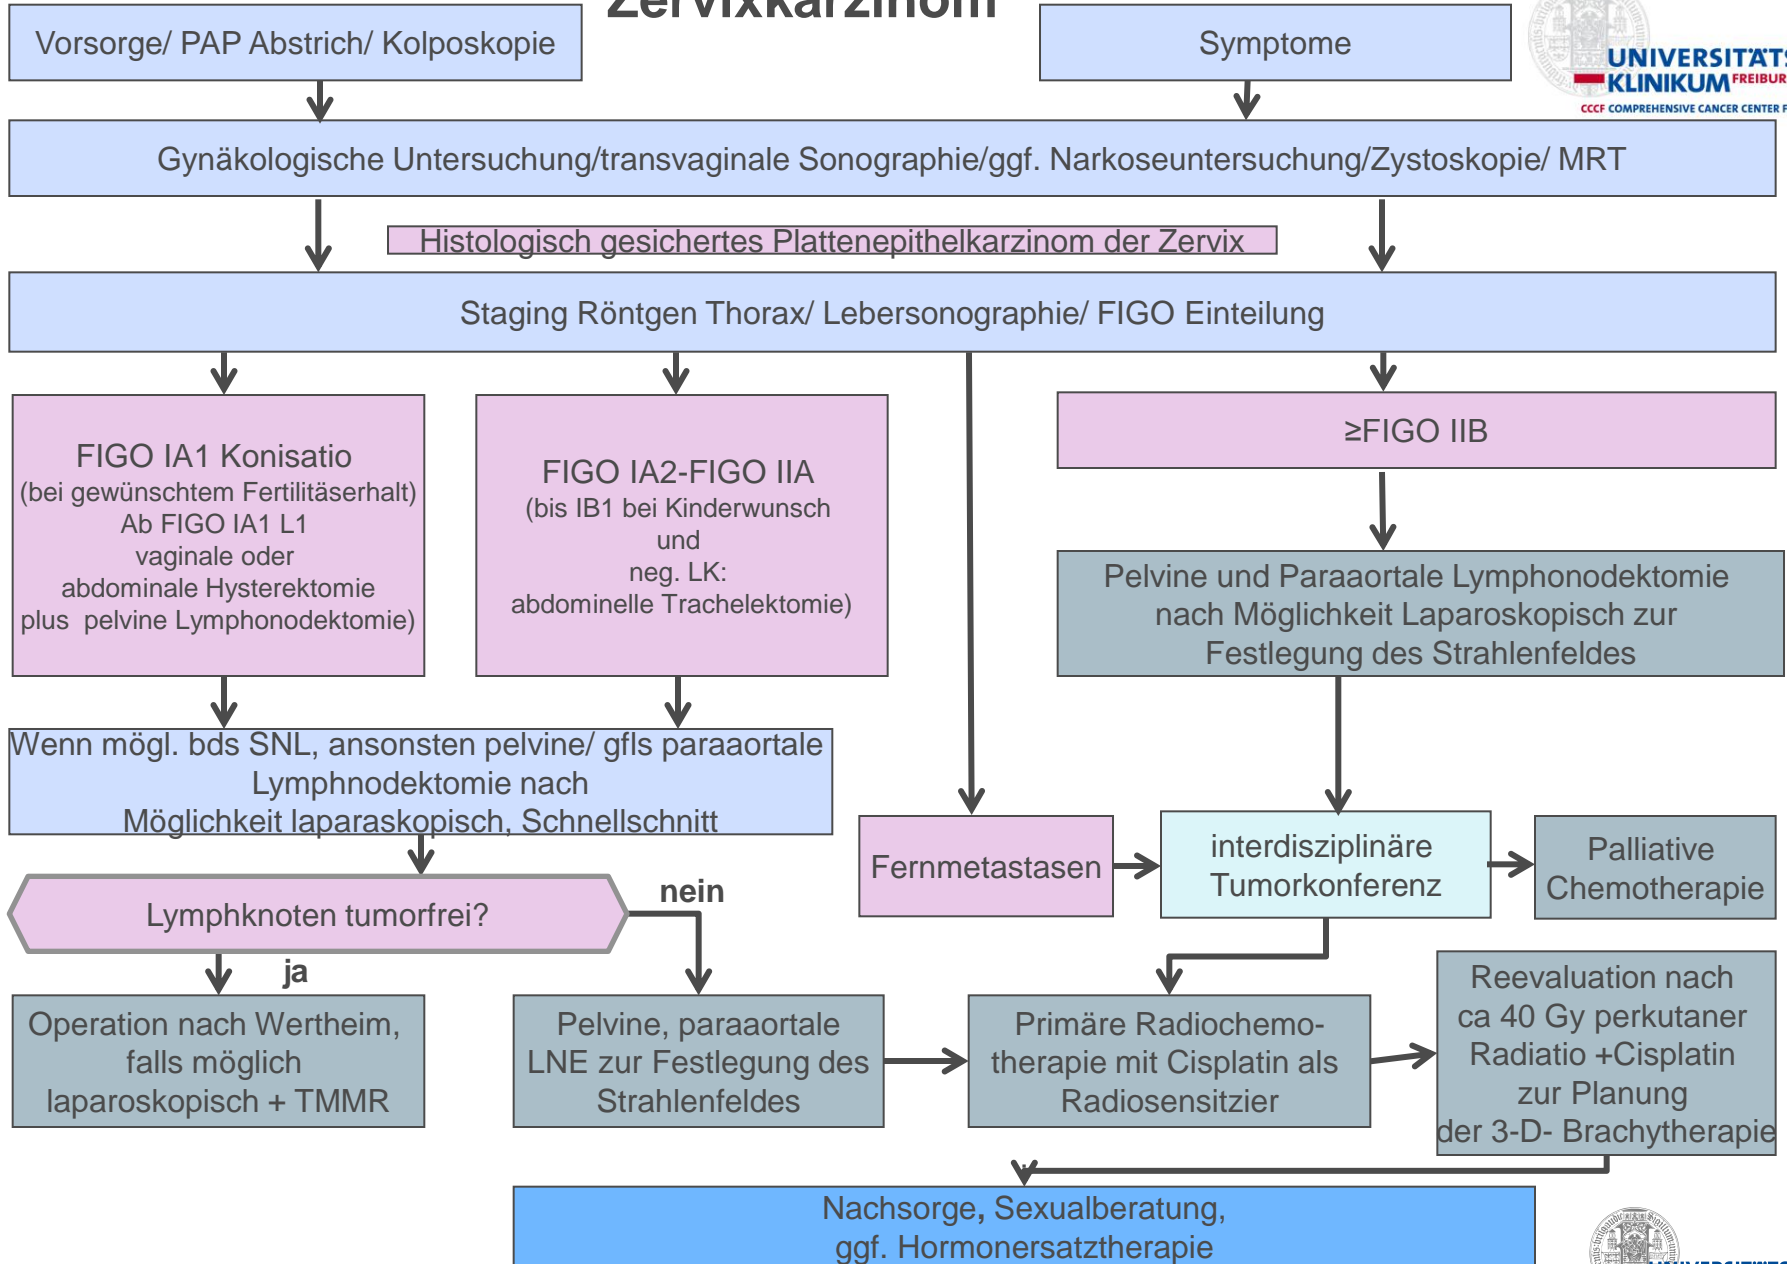 Zervixkarzinom
Vorsorge/ PAP Abstrich/ Kolposkopie
Symptome
UNIVERSITÄTS
KLINIKUM FREIBUR
CCCF COMPREHENSIVE CANCER CENTER F
Gynäkologische Untersuchung/transvaginale Sonographie/ggf. Narkoseuntersuchung/Zystoskopie/ MRT
Histologisch gesichertes Plattenepithelkarzinom der Zervix
Staging Röntgen Thorax/ Lebersonographie/ FIGO Einteilung
FIGO IA1 Konisatio
(bei gewünschtem Fertilitäserhalt)
Ab FIGO IA1 L1
vaginale oder
abdominale Hysterektomie
plus pelvine Lymphonodektomie)
FIGO IA2-FIGO IIA
(bis IB1 bei Kinderwunsch
und
neg. LK:
abdominelle Trachelektomie)
≥FIGO IIB
Pelvine und Paraaortale Lymphonodektomie
nach Möglichkeit Laparoskopisch zur
Festlegung des Strahlenfeldes
Wenn mögl. bds SNL, ansonsten pelvine/ gfls paraaortale
Lymphnodektomie nach
Möglichkeit laparaskopisch, Schnellschnitt
Fernmetastasen
interdisziplinäre
Tumorkonferenz
Palliative
Chemotherapie
Lymphknoten tumorfrei?
nein
ja
Operation nach Wertheim,
falls möglich
laparoskopisch + TMMR
Pelvine, paraaortale
LNE zur Festlegung des
Strahlenfeldes
Primäre Radiochemo-
therapie mit Cisplatin als
Radiosensitzier
Reevaluation nach
ca 40 Gy perkutaner
Radiatio +Cisplatin
zur Planung
der 3-D- Brachytherapie
Nachsorge, Sexualberatung,
ggf. Hormonersatztherapie